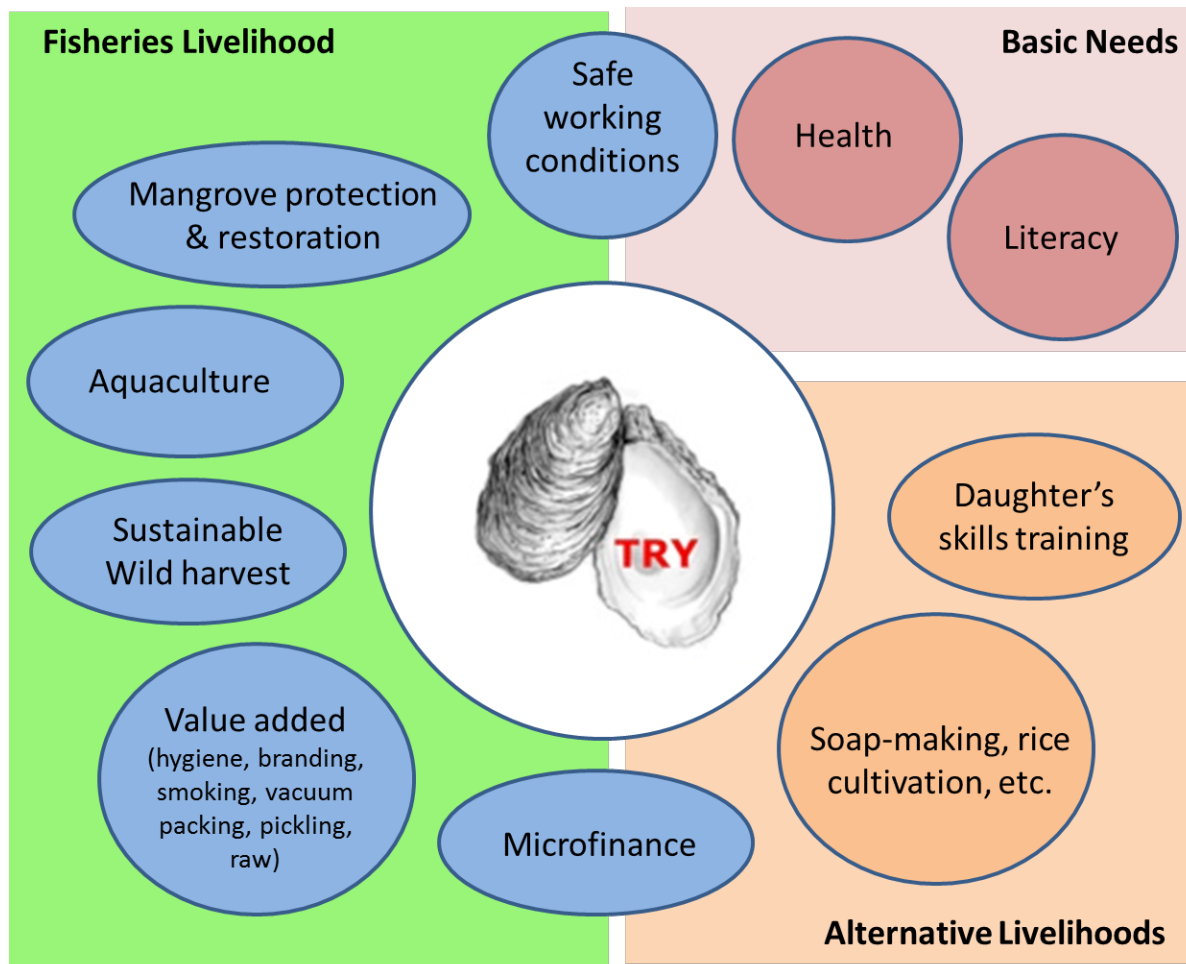 Fisheries Livelihood
Basic Needs
Safe
working
conditions
Health
Literacy
Mangrove protection
& restoration
Aquaculture
Sustainable
Wild harvest
Value added
(hygiene, branding,
smoking, vacuum
packing, pickling,
raw)
Microfinance
TRY
Daughter’s
skills training
Soap-making, rice
cultivation, etc.
Alternative Livelihoods